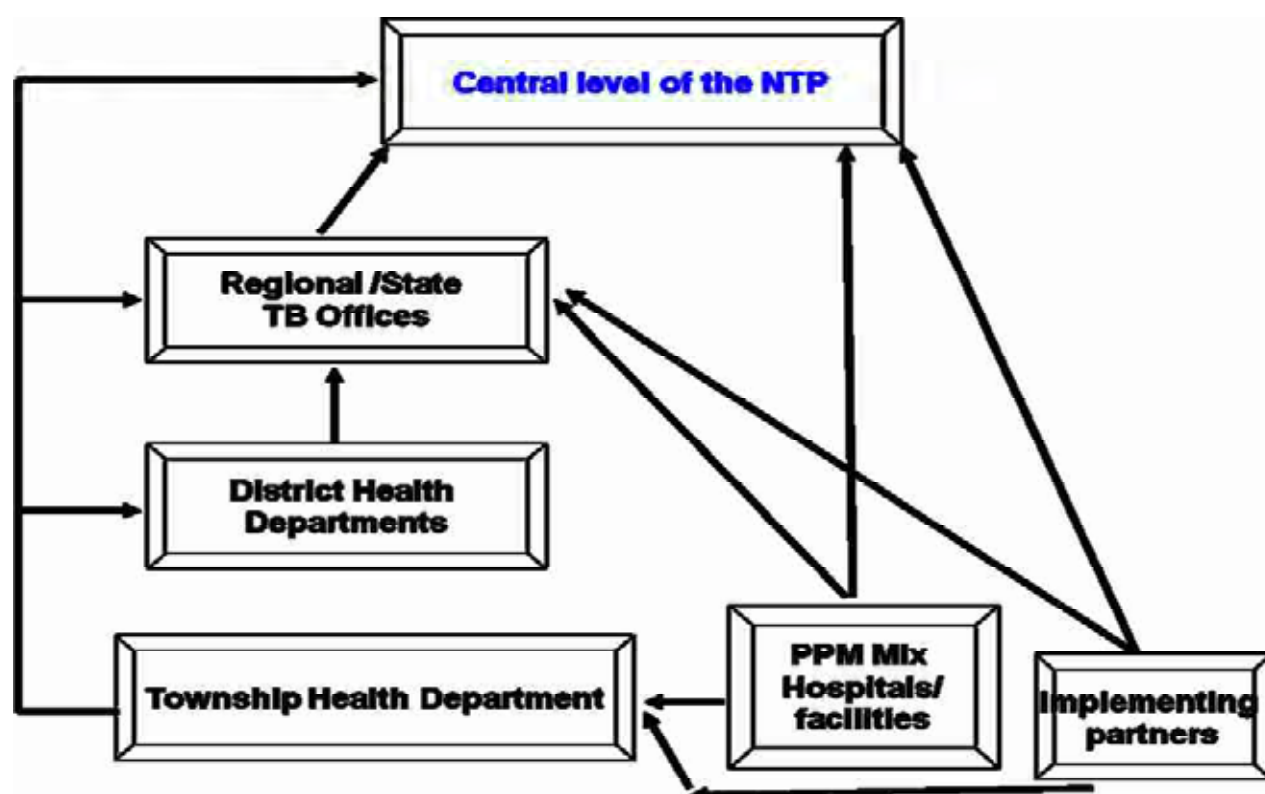 Central level of the NTP
Regional /State
TB Offices
District Health
Departments
Township Health Department
PPM Mix
Hospitals/
facilities
Implementing
partners